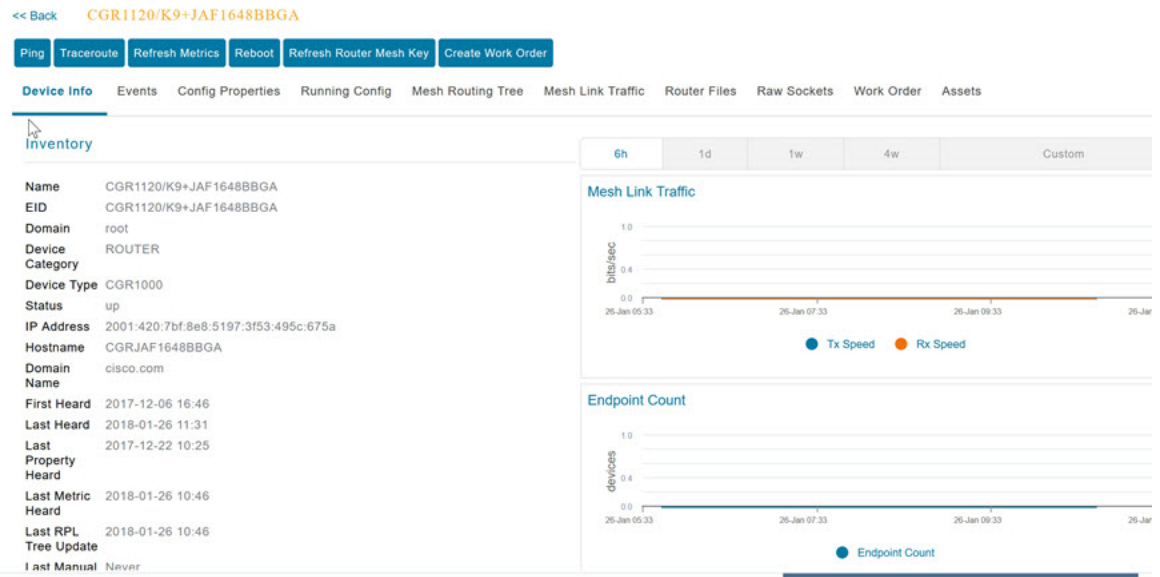 << Back CGR1120/K9+JAF1648BBGA
Ping Traceroute Refresh Metrics Reboot Refresh Router Mesh Key Create Work Order
Device Info Events Config Properties Running Config Mesh Routing Tree Mesh Link Traffic Router Files Raw Sockets Work Order Assets
Inventory
Name CGR1120/K9+JAF1648BBGA
EID CGR1120/K9+JAF1648BBGA
Domain root
Device ROUTER
Category
Device Type CGR1000
Status up
IP Address 2001:420:7bf:8e8:5197:3f53:495c:675a
Hostname CGRJAF1648BBGA
Domain cisco.com
Name
First Heard 2017-12-06 16:46
Last Heard 2018-01-26 11:31
Last 2017-12-22 10:25
Property
Heard
Last Metric 2018-01-26 10:46
Heard
Last RPL 2018-01-26 10:46
Tree Update
Last Manual Never
6h 1d 1w 4w Custom
Mesh Link Traffic
1.0
bits/sec
0.4
0.0
26-Jan 05:33 26-Jan 07:33 26-Jan 09:33 26-Jan
Tx Speed Rx Speed
Endpoint Count
1.0
devices
0.4
0.0
26-Jan 05:33 26-Jan 07:33 26-Jan 09:33 26-Jan
Endpoint Count